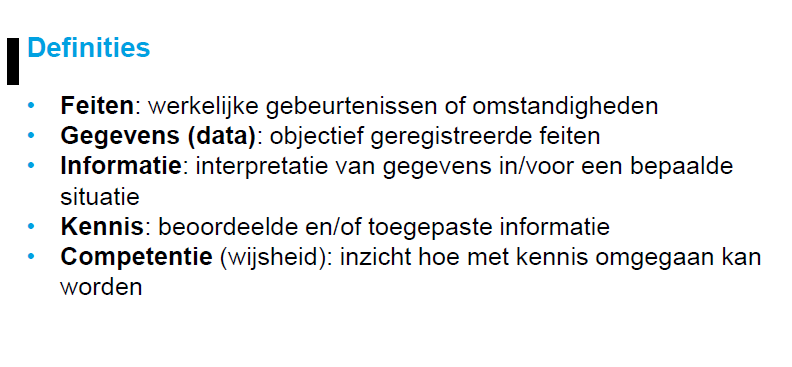 Definities
• Feiten: werkelijke gebeurtenissen of omstandigheden
• Gegevens (data): objectief geregistreerde feiten
• Informatie: interpretatie van gegevens in/voor een bepaalde
situatie
• Kennis: beoordeelde en/of toegepaste informatie
• Competentie (wijsheid): inzicht hoe met kennis omgegaan kan
worden